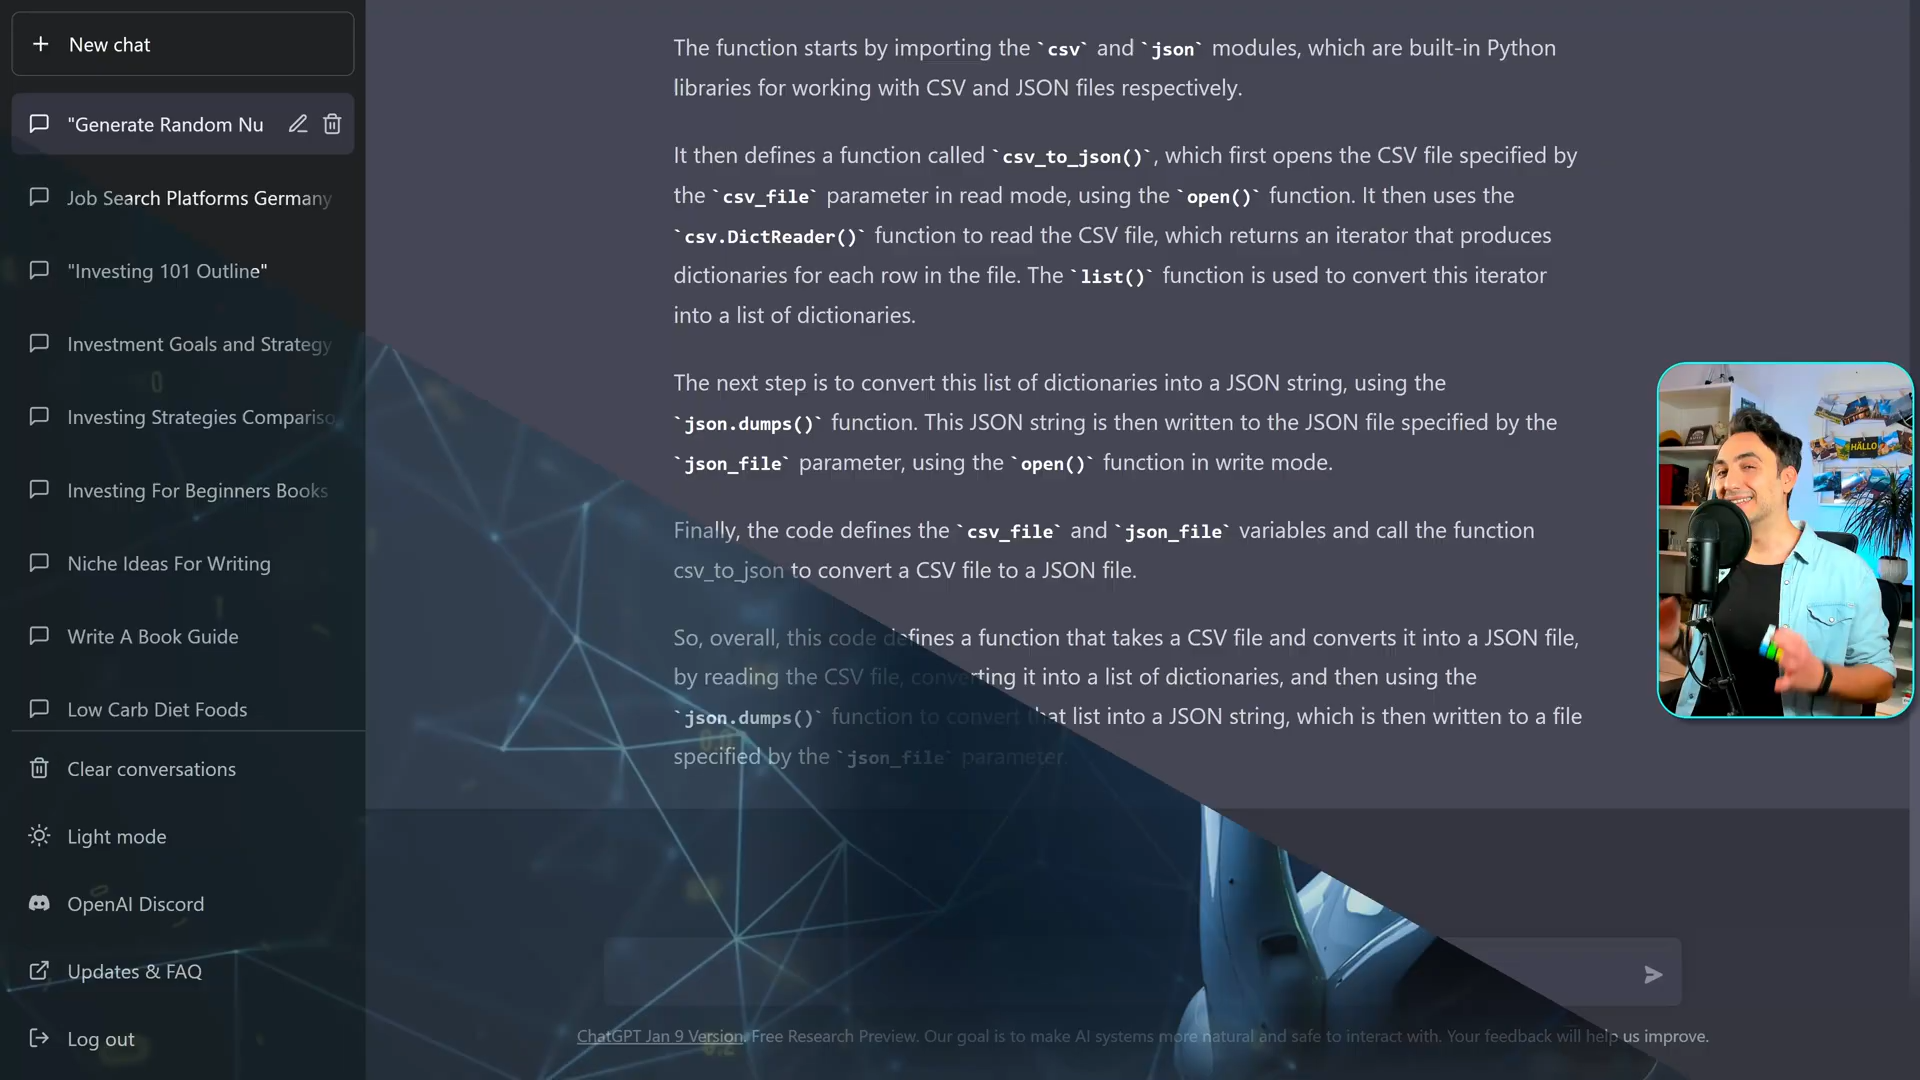 New chat
"Generate Random Nu
Job Search Platforms Germany
"Investing 101 Outline"
Investment Goals and Strategy
Investing Strategies Compariso
Investing For Beginners Books
Niche Ideas For Writing
Write A Book Guide
Low Carb Diet Foods
Clear conversations
Light mode
OpenAI Discord
Updates & FAQ
Log out
The function starts by importing the `csv` and `json` modules, which are built-in Python
libraries for working with CSV and JSON files respectively.
It then defines a function called `csv_to_json()`, which first opens the CSV file specified by
the `csv_file` parameter in read mode, using the `open()` function. It then uses the
`csv.DictReader()` function to read the CSV file, which returns an iterator that produces
dictionaries for each row in the file. The `list()` function is used to convert this iterator
into a list of dictionaries.
The next step is to convert this list of dictionaries into a JSON string, using the
`json.dumps()` function. This JSON string is then written to the JSON file specified by the
`json_file` parameter, using the `open()` function in write mode.
Finally, the code defines the `csv_file` and `json_file` variables and call the function
csv_to_json to convert a CSV file to a JSON file.
So, overall, this code defines a function that takes a CSV file and converts it into a JSON file,
by reading the CSV file, converting it into a list of dictionaries, and then using the
`json.dumps()` function to convert that list into a JSON string, which is then written to a file
specified by the `json_file` parameter.
HÄLLO
ChatGPT Jan 9 Version. Free Research Preview. Our goal is to make AI systems more natural and safe to interact with. Your feedback will help us improve.